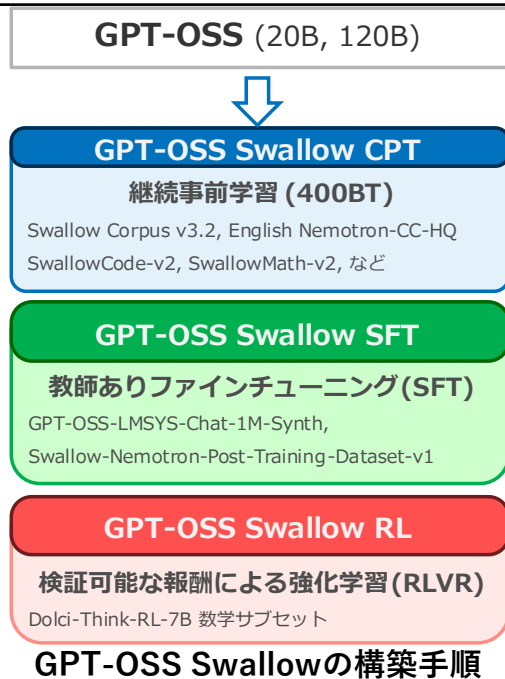 GPT-OSS (20B, 120B)
GPT-OSS Swallow CPT
継続事前学習 (400BT)
Swallow Corpus v3.2, English Nemotron-CC-HQ
SwallowCode-v2, SwallowMath-v2, など
GPT-OSS Swallow SFT
教師ありファインチューニング(SFT)
GPT-OSS-LMSYS-Chat-1M-Synth,
Swallow-Nemotron-Post-Training-Dataset-v1
GPT-OSS Swallow RL
検証可能な報酬による強化学習(RLVR)
Dolci-Think-RL-7B 数学サブセット
GPT-OSS Swallowの構築手順